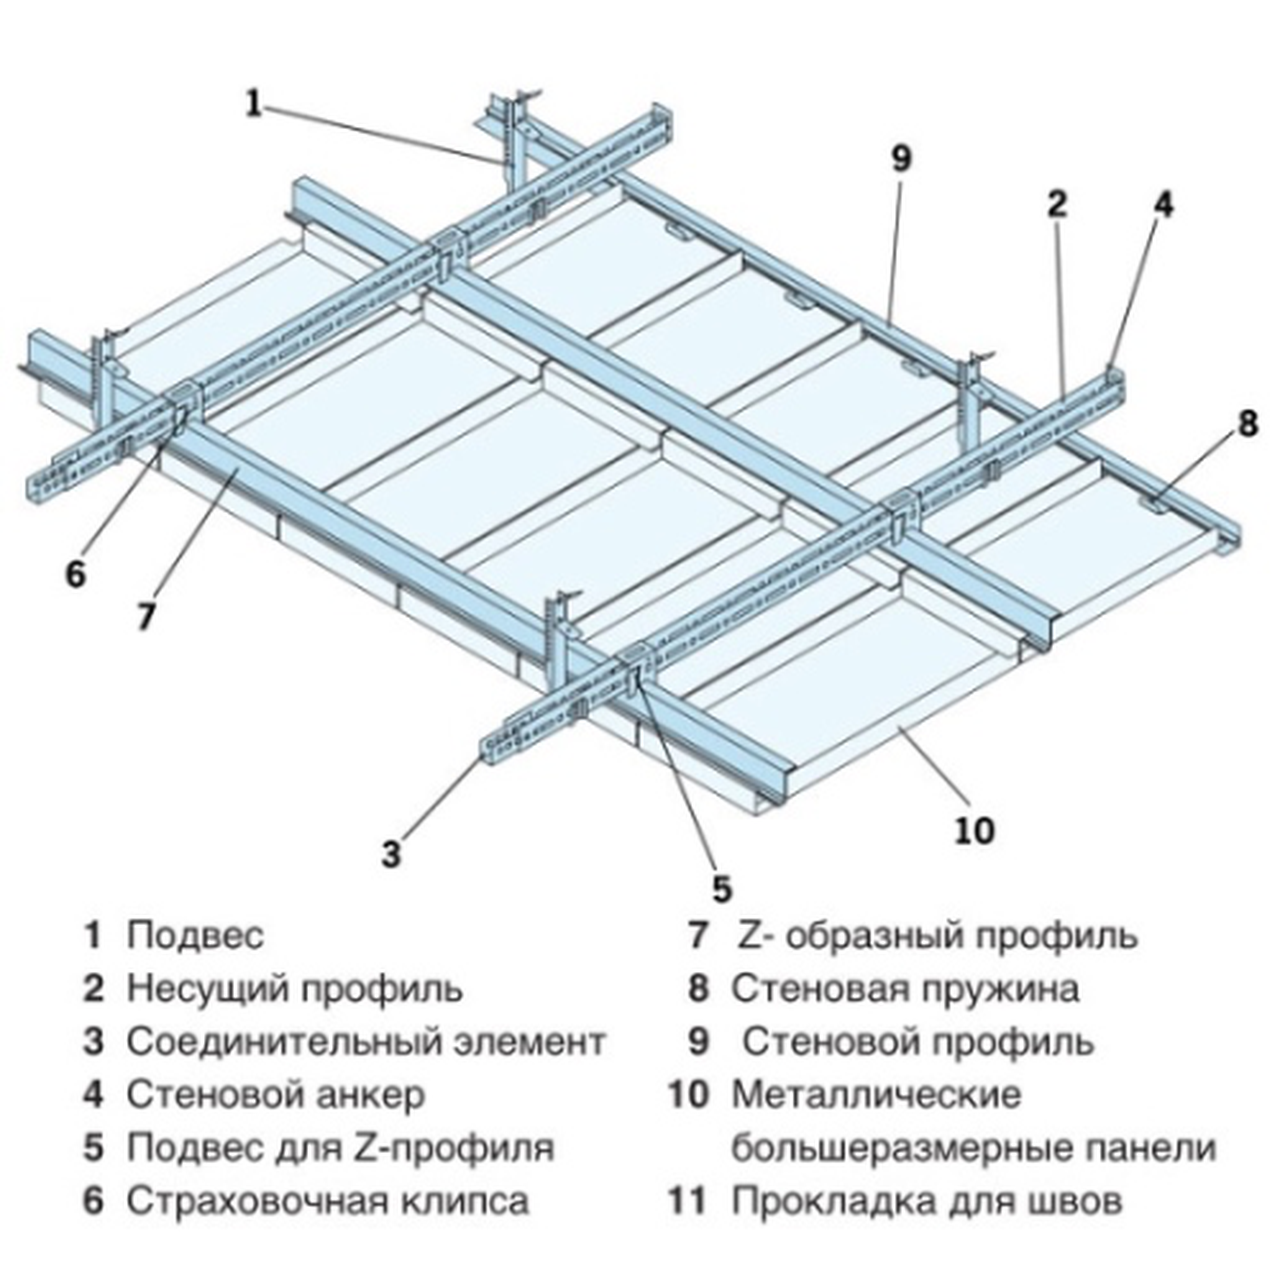 1
9
2
4
8
6
7
3
10
5
1 Подвес
2 Несущий профиль
3 Соединительный элемент
4 Стеновой анкер
5 Подвес для Z-профиля
6 Страховочная клипса
7 Z- образный профиль
8 Стеновая пружина
9 Стеновой профиль
10 Металлические
большеразмерные панели
11 Прокладка для швов